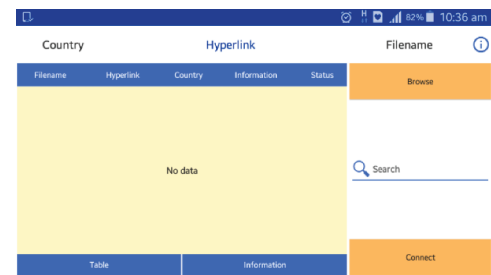 82% 10:36 am
Country Hyperlink Filename
Filename Hyperlink Country Information Status
Browse
No data
Search
Table Information
Connect